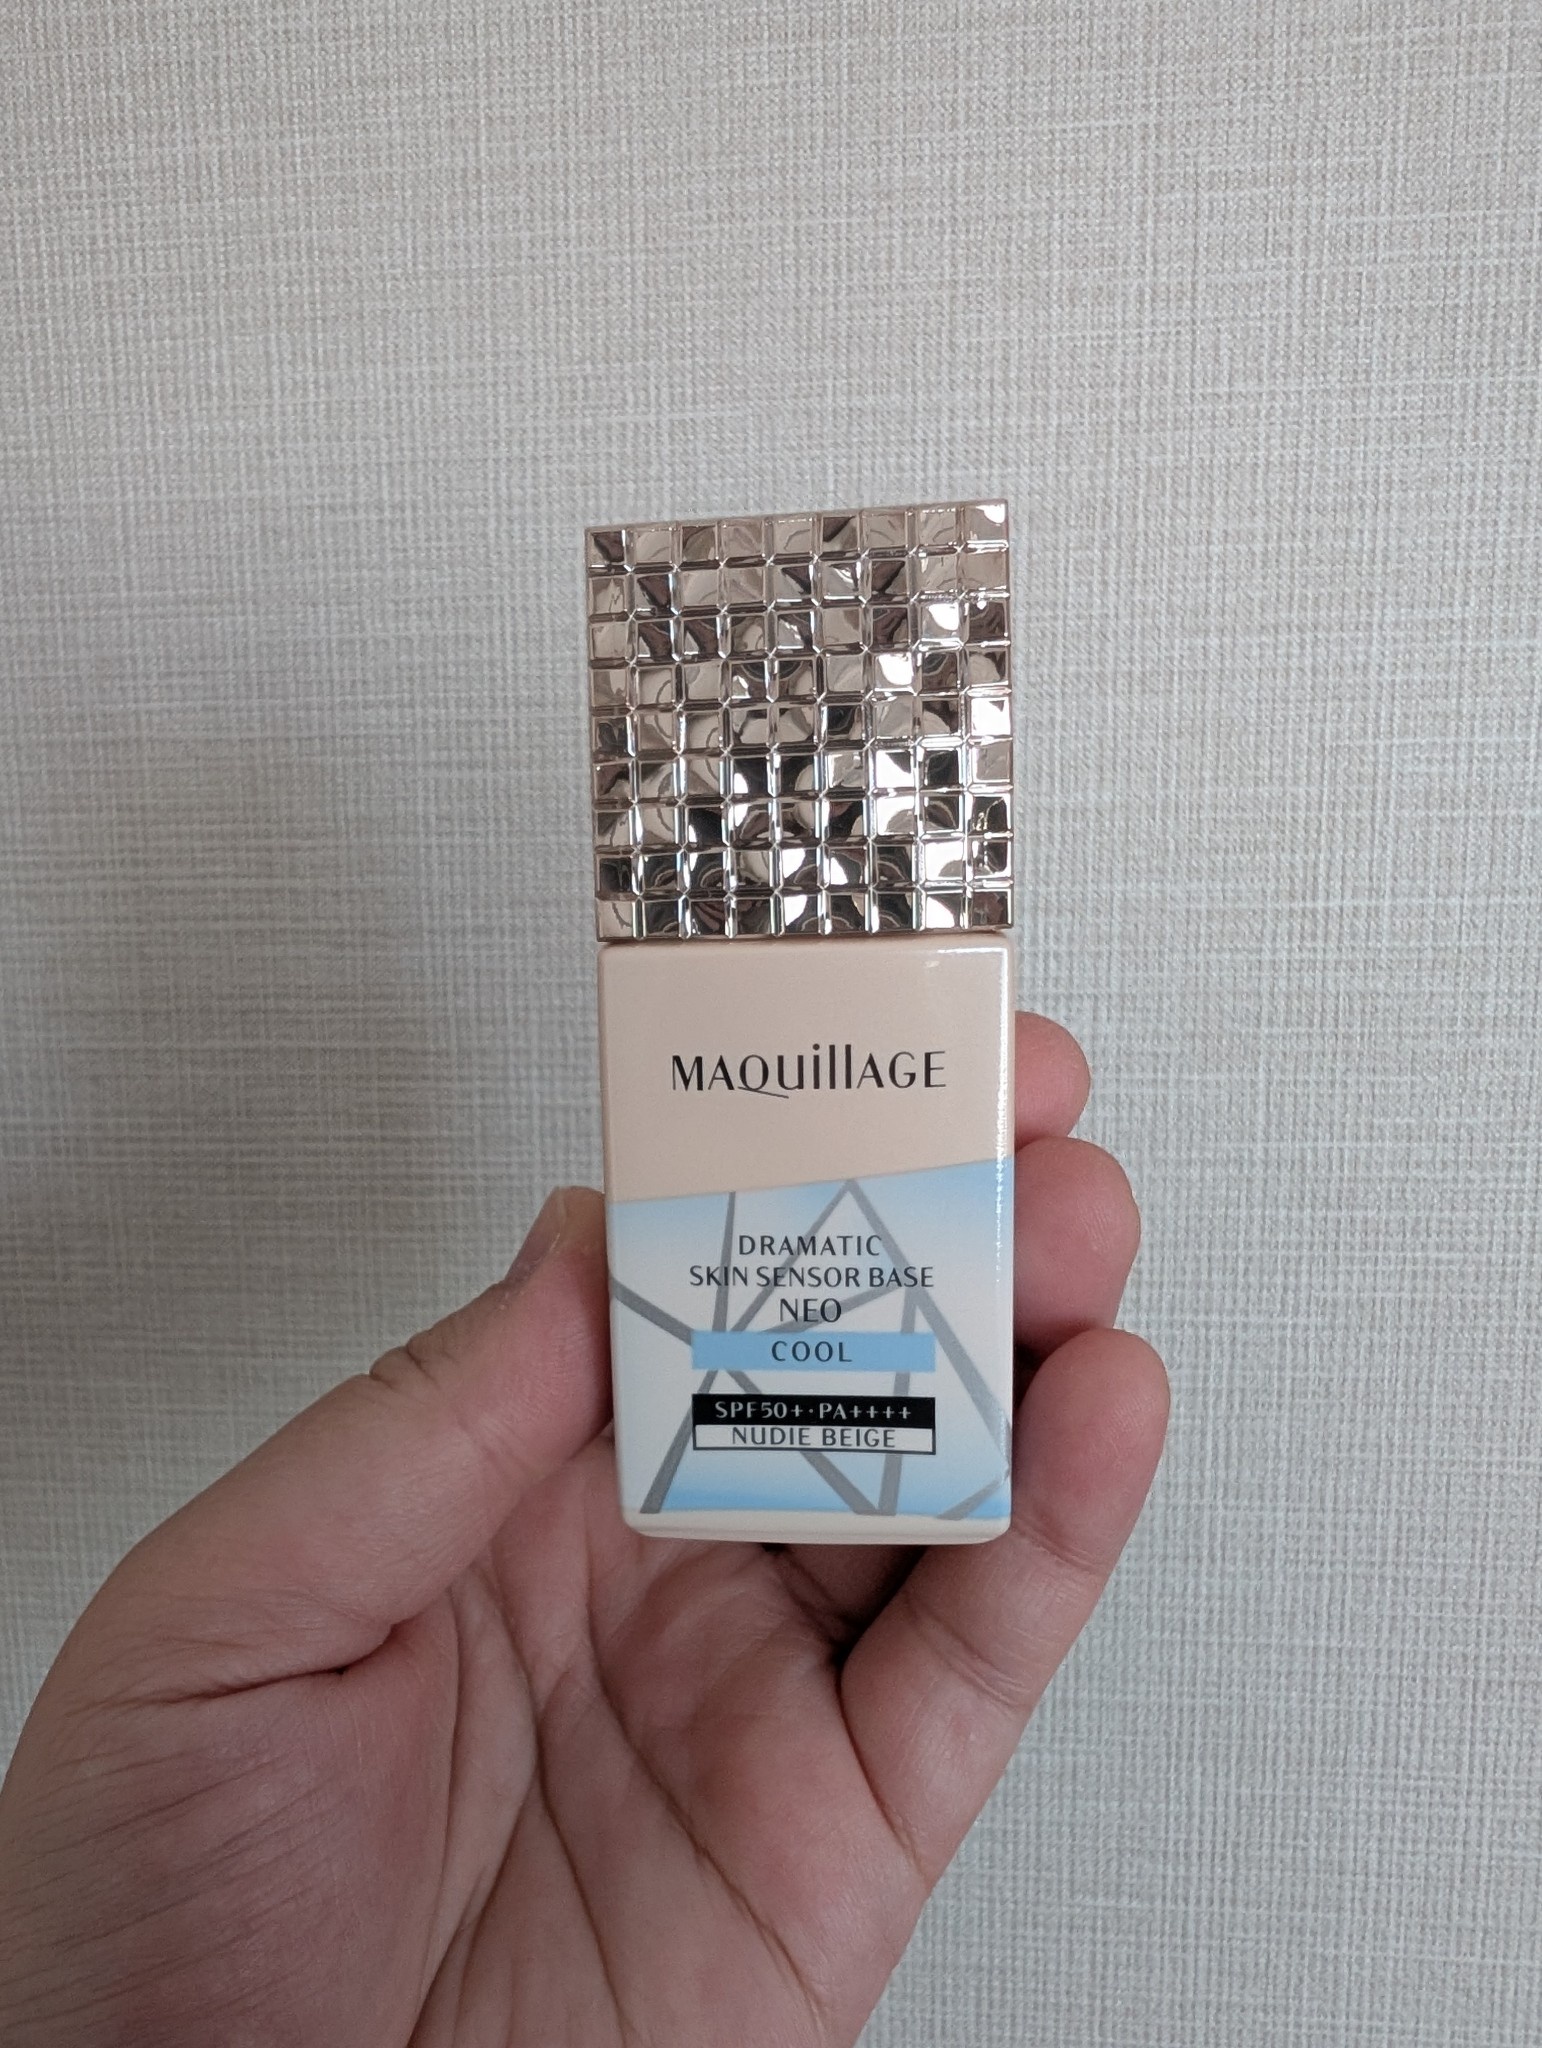 MAQuillAGE
DRAMATIC
SKIN SENSOR BASE
NEO
COOL
SPF50+·PA++++
NUDIE BEIGE